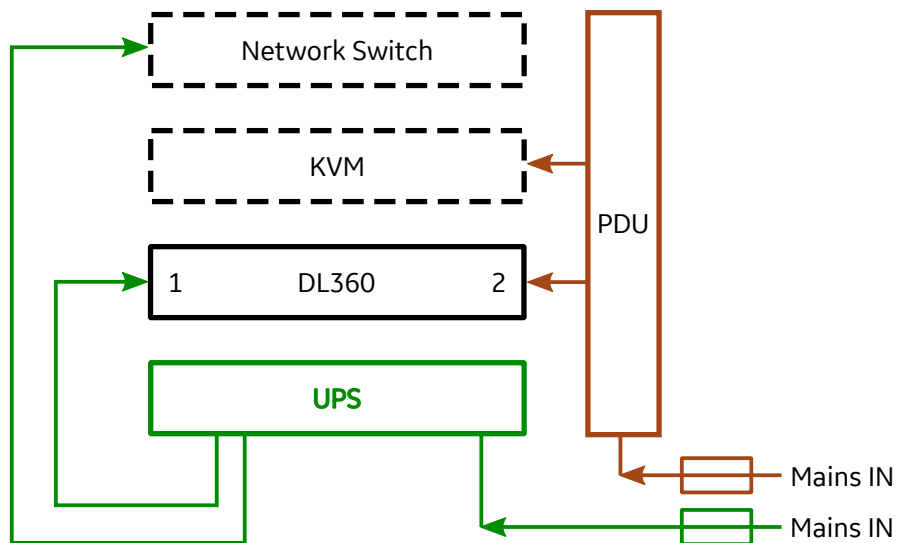 Network Switch
KVM
PDU
1 DL360 2
UPS
Mains IN
Mains IN